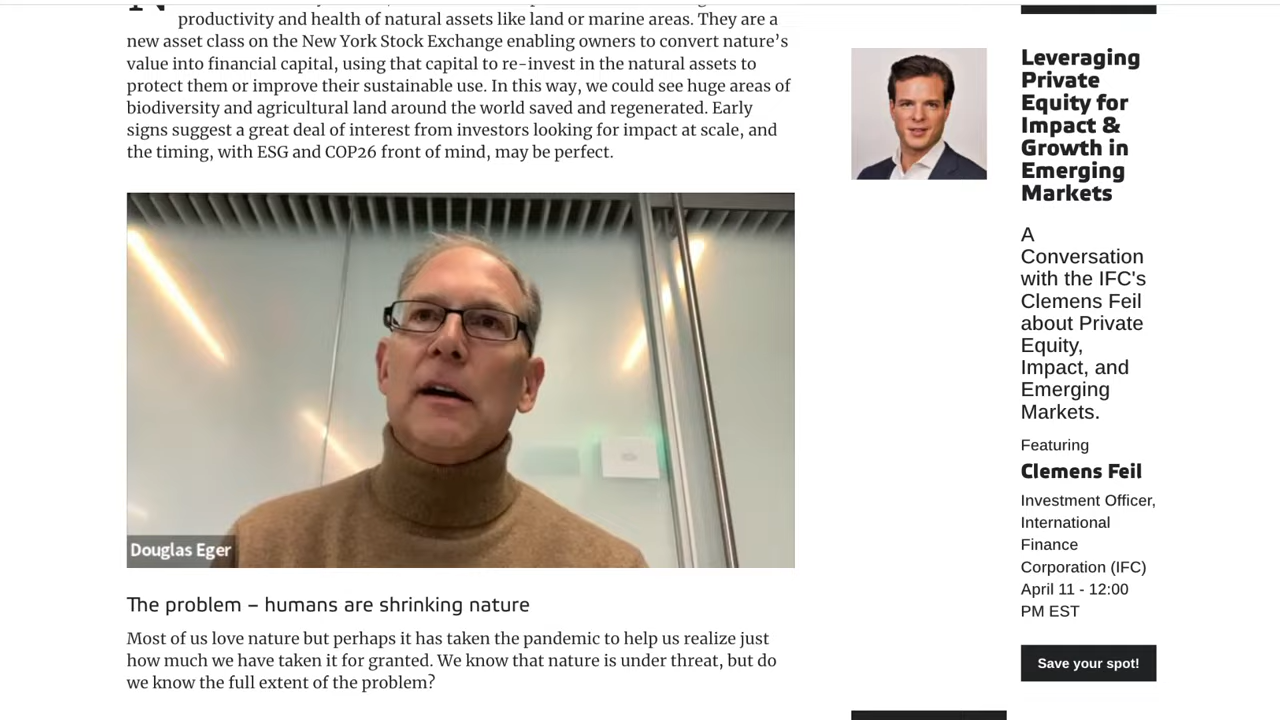 productivity and health of natural assets like land or marine areas. They are a
new asset class on the New York Stock Exchange enabling owners to convert nature’s
value into financial capital, using that capital to re-invest in the natural assets to
protect them or improve their sustainable use. In this way, we could see huge areas of
biodiversity and agricultural land around the world saved and regenerated. Early
signs suggest a great deal of interest from investors looking for impact at scale, and
the timing, with ESG and COP26 front of mind, may be perfect.
Douglas Eger
The problem – humans are shrinking nature
Most of us love nature but perhaps it has taken the pandemic to help us realize just
how much we have taken it for granted. We know that nature is under threat, but do
we know the full extent of the problem?
Leveraging
Private
Equity for
Impact &
Growth in
Emerging
Markets
A
Conversation
with the IFC's
Clemens Feil
about Private
Equity,
Impact, and
Emerging
Markets.
Featuring
Clemens Feil
Investment Officer,
International
Finance
Corporation (IFC)
April 11 - 12:00
PM EST
Save your spot!